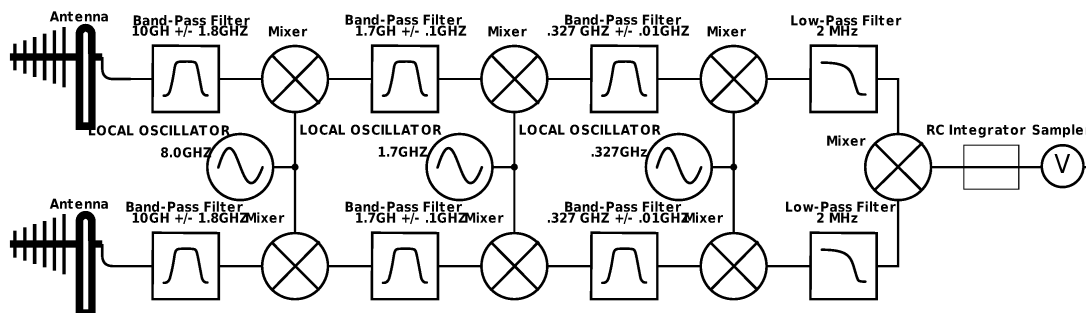 Antenna
Band-Pass Filter
10GH +/- 1.8GHZ
Mixer
Band-Pass Filter
1.7GH +/- .1GHZ
Mixer
Band-Pass Filter
.327 GHZ +/- .01GHZ
Mixer
Low-Pass Filter
2 MHz
LOCAL OSCILLATOR
8.0GHZ
LOCAL OSCILLATOR
1.7GHZ
LOCAL OSCILLATOR
.327GHz
Mixer
RC Integrator
Sample
V
Antenna
Band-Pass Filter
10GH +/- 1.8GHZ
Mixer
Band-Pass Filter
1.7GH +/- .1GHZ
Mixer
Band-Pass Filter
.327 GHZ +/- .01GHZ
Mixer
Low-Pass Filter
2 MHz